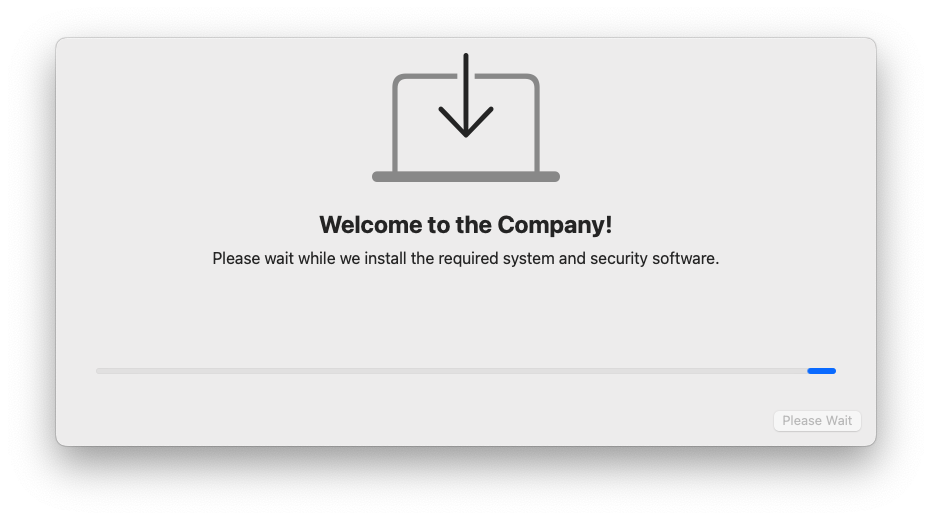 Welcome to the Company!
Please wait while we install the required system and security software.
Please Wait